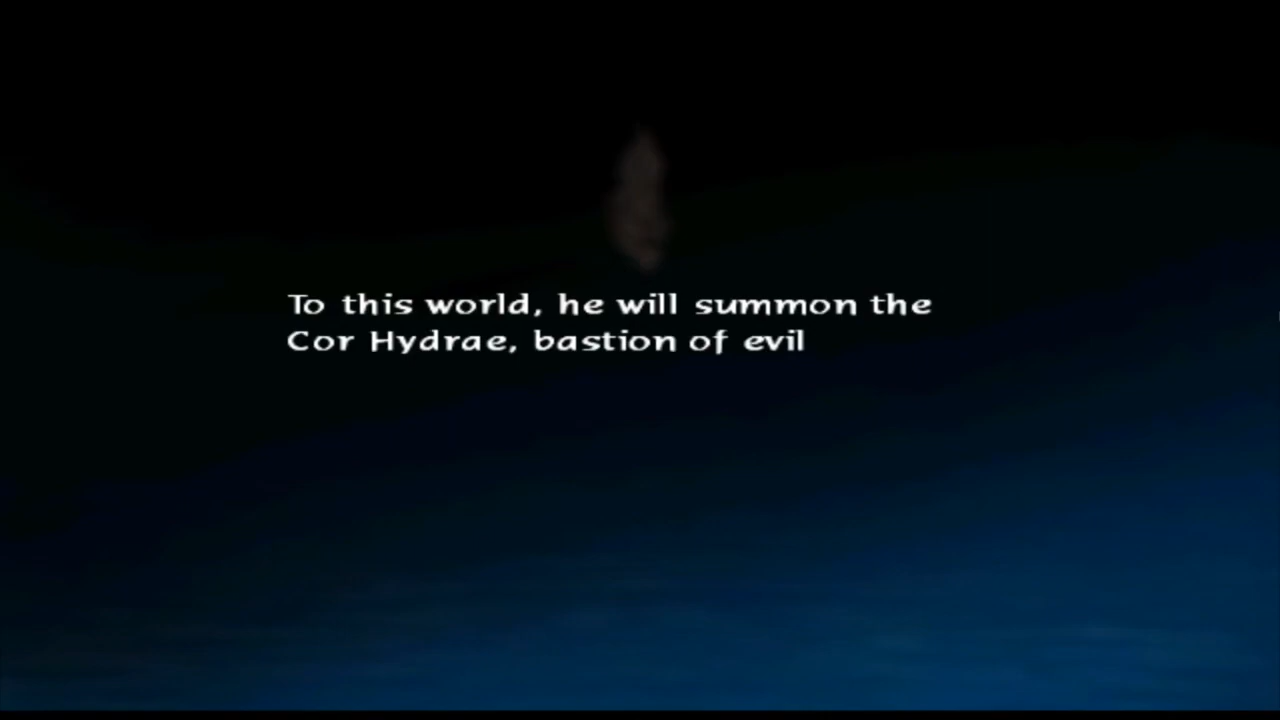 To this world, he will summon the
Cor Hydrae, bastion of evil